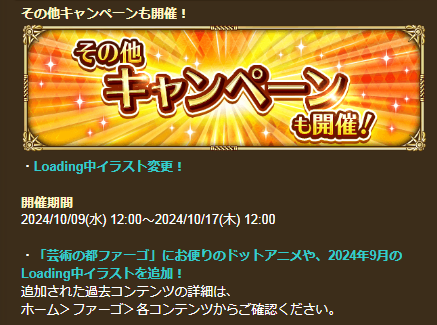 その他キャンペーンも開催！
その他
キャンペーン
も開催!
・Loading中イラスト変更！
開催期間
2024/10/09(水) 12:00～2024/10/17(木) 12:00
・「芸術の都ファーゴ」にお便りのドットアニメや、2024年9月の
Loading中イラストを追加！
追加された過去コンテンツの詳細は、
ホーム＞ファーゴ＞各コンテンツからご確認ください。